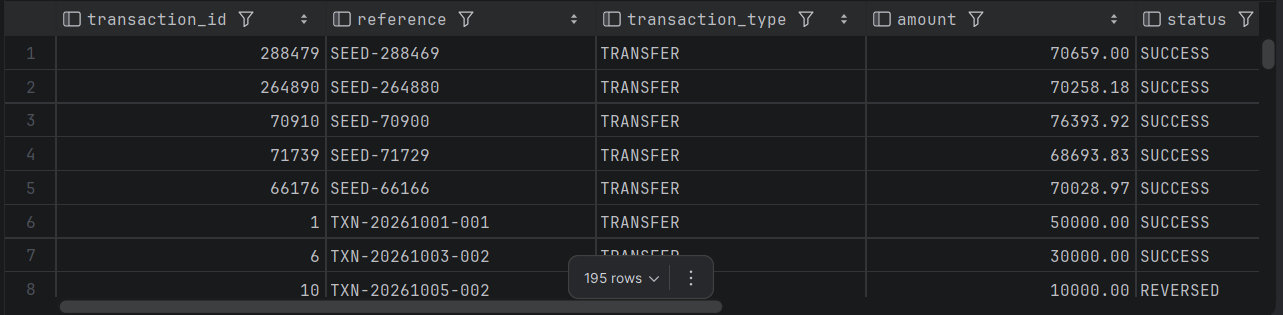 transaction_id reference transaction_type amount status
1 288479 SEED-288469 TRANSFER 70659.00 SUCCESS
2 264890 SEED-264880 TRANSFER 70258.18 SUCCESS
3 70910 SEED-70900 TRANSFER 76393.92 SUCCESS
4 71739 SEED-71729 TRANSFER 68693.83 SUCCESS
5 66176 SEED-66166 TRANSFER 70028.97 SUCCESS
6 1 TXN-20261001-001 TRANSFER 50000.00 SUCCESS
7 6 TXN-20261003-002 TRANSFER 30000.00 SUCCESS
195 rows
8 10 TXN-20261005-002 10000.00 REVERSED